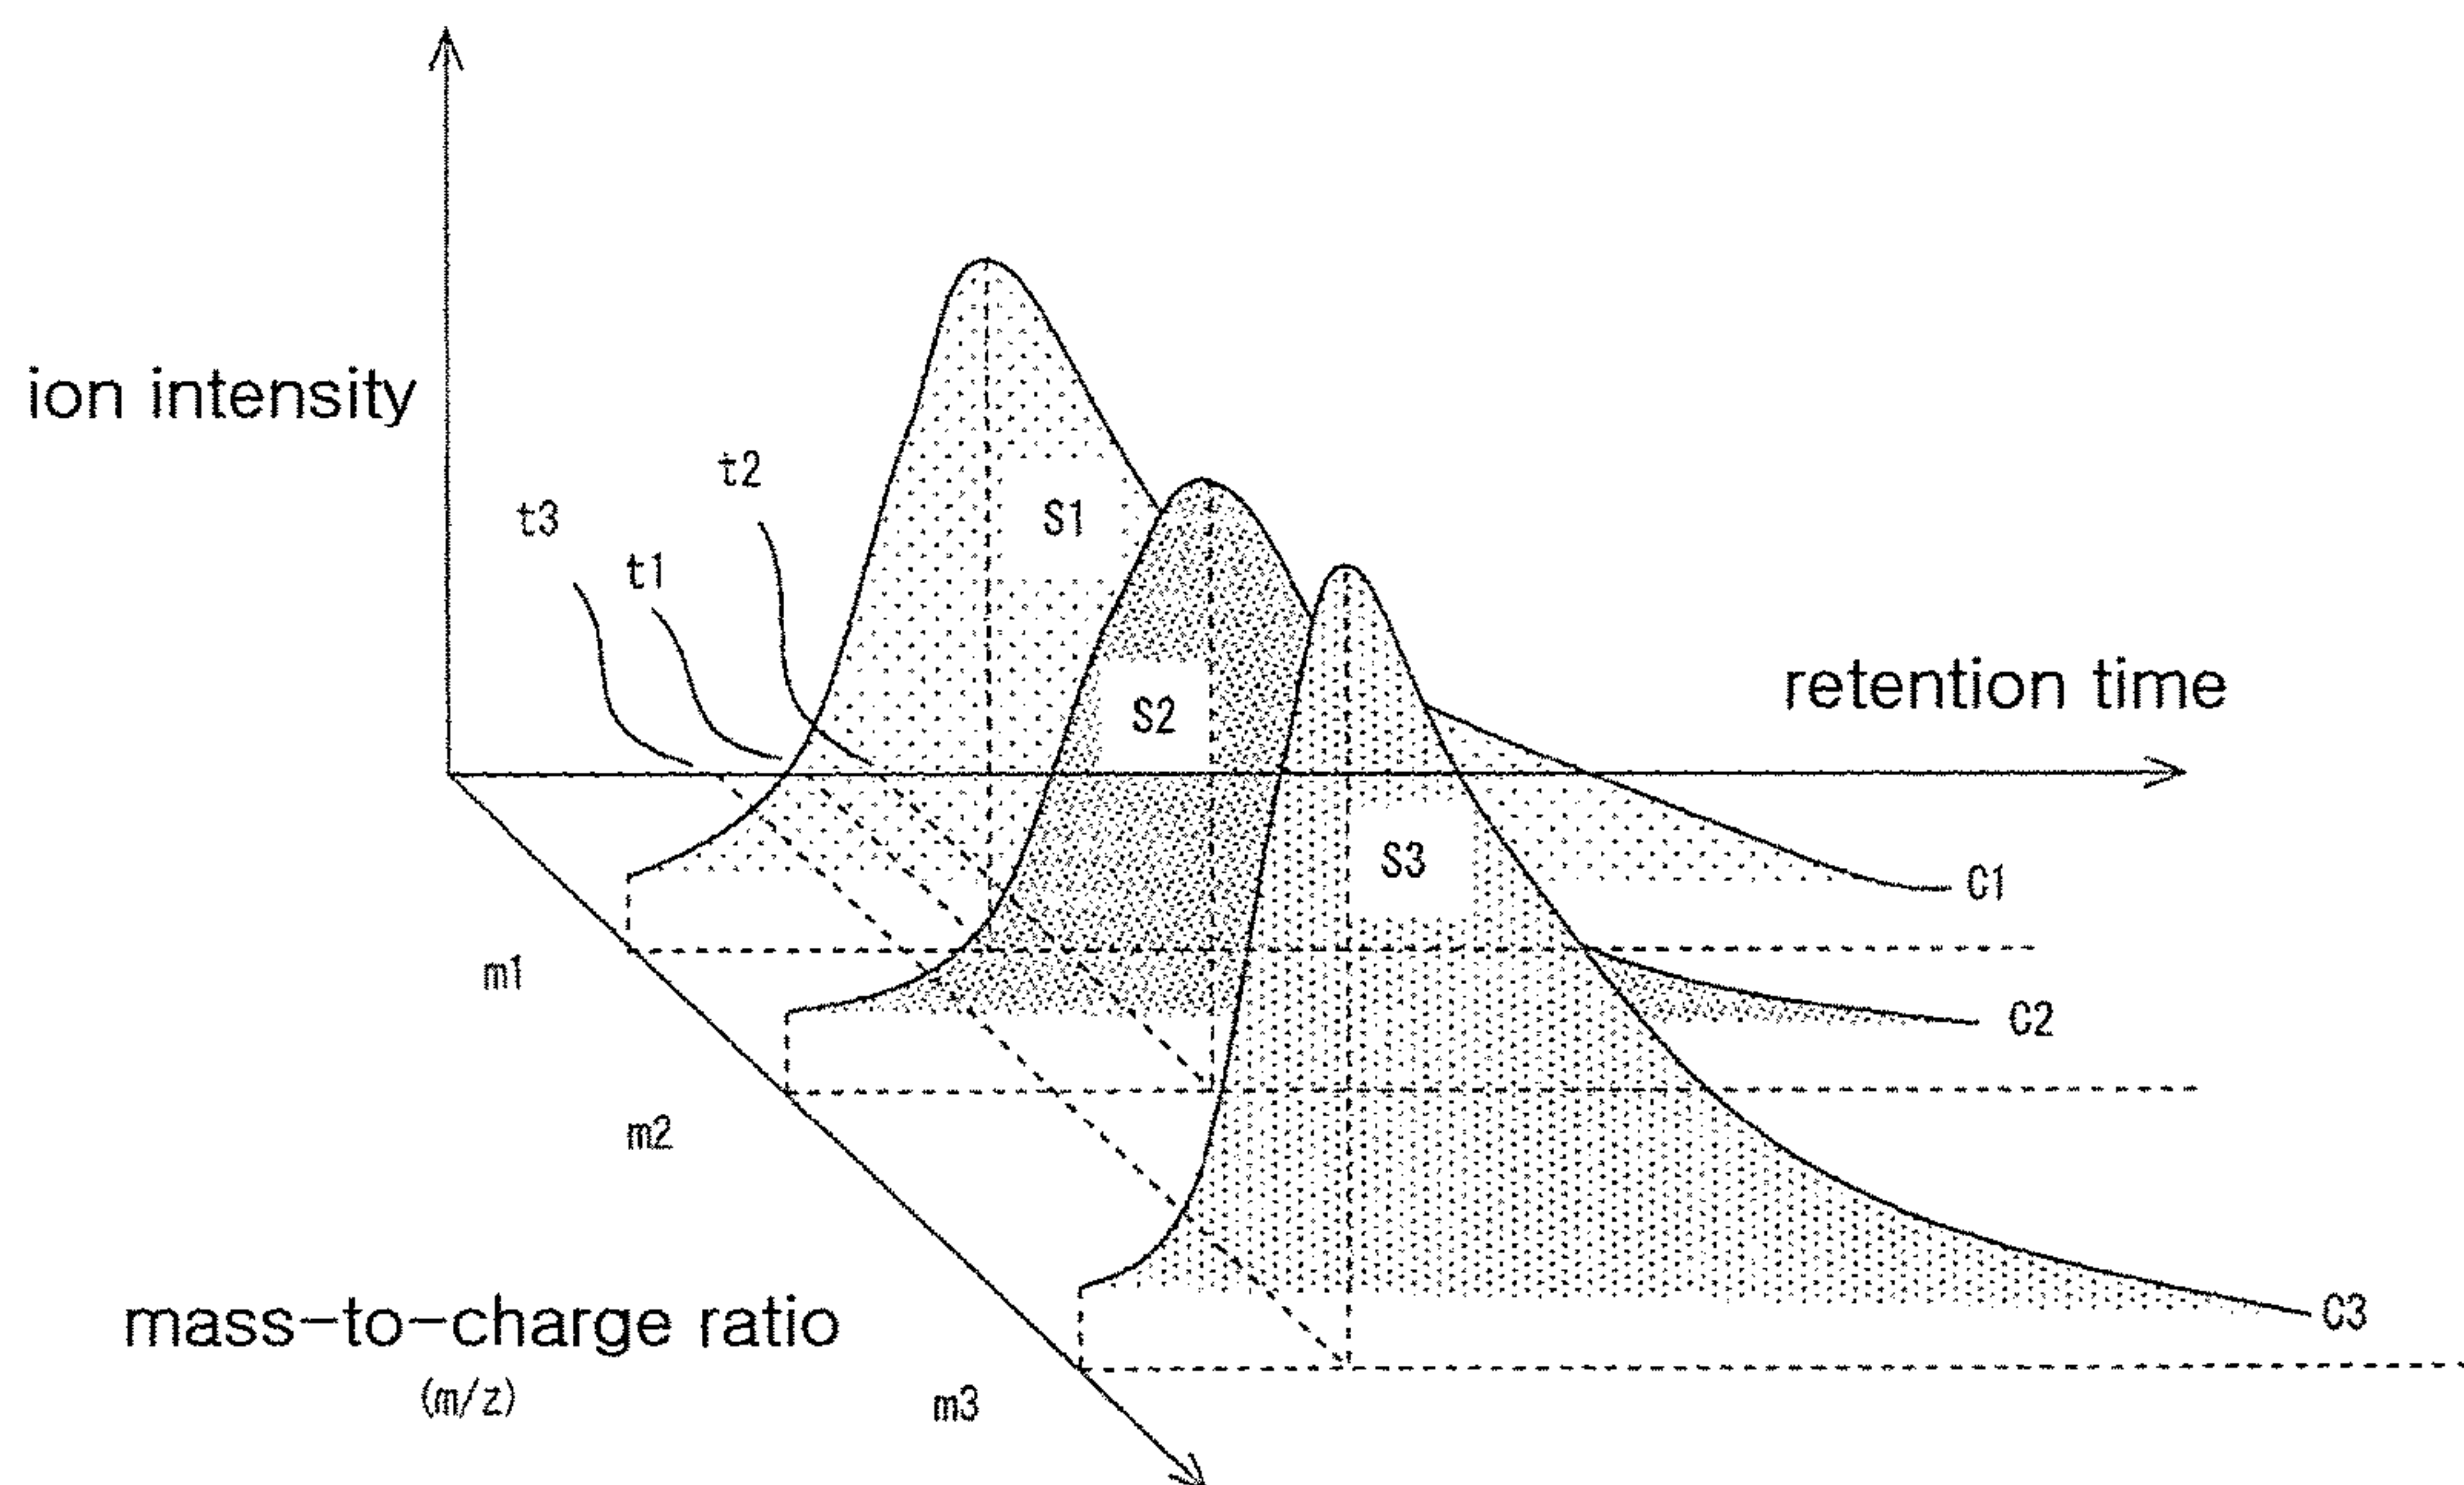 ion intensity
t2
t3
t1
S1
retention time
S2
S3
C1
m1
C2
m2
mass-to-charge ratio
(m/z)
C3
m3